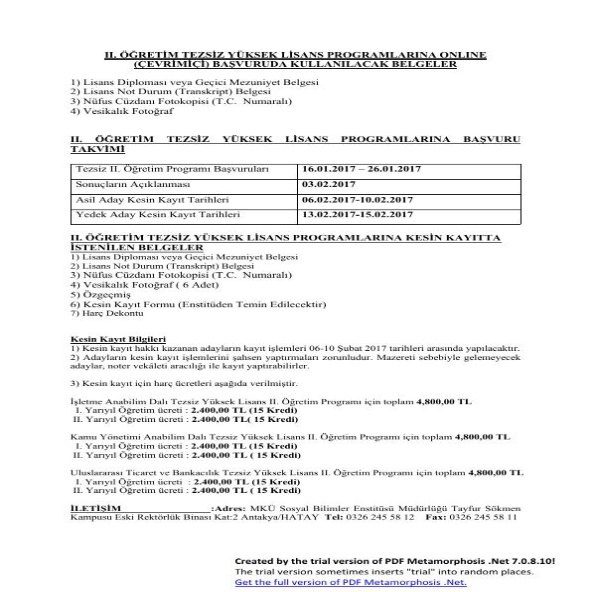 II. ÖĞRETİM TEZSİZ YÜKSEK LİSANS PROGRAMLARINA ONLINE
(ÇEVRİMİÇİ) BAŞVURUDA KULLANILACAK BELGELER
1) Lisans Diploması veya Geçici Mezuniyet Belgesi
2) Lisans Not Durum (Transkript) Belgesi
3) Nüfus Cüzdanı Fotokopisi (T.C. Numaralı)
4) Vesikalık Fotoğraf
II. ÖĞRETİM TEZSİZ YÜKSEK LİSANS PROGRAMLARINA BAŞVURU
TAKVİMİ
Tezsiz II. Öğretim Programı Başvuruları 16.01.2017 – 26.01.2017
Sonuçların Açıklanması 03.02.2017
Asil Aday Kesin Kayıt Tarihleri 06.02.2017-10.02.2017
Yedek Aday Kesin Kayıt Tarihleri 13.02.2017-15.02.2017
II. ÖĞRETİM TEZSİZ YÜKSEK LİSANS PROGRAMLARINA KESİN KAYITTA
İSTENİLEN BELGELER
1) Lisans Diploması veya Geçici Mezuniyet Belgesi
2) Lisans Not Durum (Transkript) Belgesi
3) Nüfus Cüzdanı Fotokopisi (T.C. Numaralı)
4) Vesikalık Fotoğraf ( 6 Adet)
5) Özgeçmiş
6) Kesin Kayıt Formu (Enstitüden Temin Edilecektir)
7) Harç Dekontu
Kesin Kayıt Bilgileri
1) Kesin kayıt hakkı kazanan adayların kayıt işlemleri 06-10 Şubat 2017 tarihleri arasında yapılacaktır.
2) Adayların kesin kayıt işlemlerini şahsen yaptırmaları zorunludur. Mazereti sebebiyle gelemeyecek
adaylar, noter vekâleti aracılığı ile kayıt yaptırabilirler.
3) Kesin kayıt için harç ücretleri aşağıda verilmiştir.
İşletme Anabilim Dalı Tezsiz Yüksek Lisans II. Öğretim Programı için toplam 4,800,00 TL
I. Yarıyıl Öğretim ücreti : 2.400,00 TL (15 Kredi)
II. Yarıyıl Öğretim ücreti : 2.400,00 TL( 15 Kredi)
Kamu Yönetimi Anabilim Dalı Tezsiz Yüksek Lisans II. Öğretim Programı için toplam 4,800,00 TL
I. Yarıyıl Öğretim ücreti : 2.400,00 TL (15 Kredi)
II. Yarıyıl Öğretim ücreti : 2.400,00 TL( 15 Kredi)
Uluslararası Ticaret ve Bankacılık Tezsiz Yüksek Lisans II. Öğretim Programı için toplam 4,800,00 TL
I. Yarıyıl Öğretim ücreti : 2.400,00 TL (15 Kredi)
II. Yarıyıl Öğretim ücreti : 2.400,00 TL ( 15 Kredi)
İLETİŞİM :Adres: MKÜ Sosyal Bilimler Enstitüsü Müdürlüğü Tayfur Sökmen
Kampusu Eski Rektörlük Binası Kat:2 Antakya/HATAY Tel: 0326 245 58 12 Fax: 0326 245 58 11
Created by the trial version of PDF Metamorphosis .Net 7.0.8.10!
The trial version sometimes inserts "trial" into random places.
Get the full version of PDF Metamorphosis .Net.